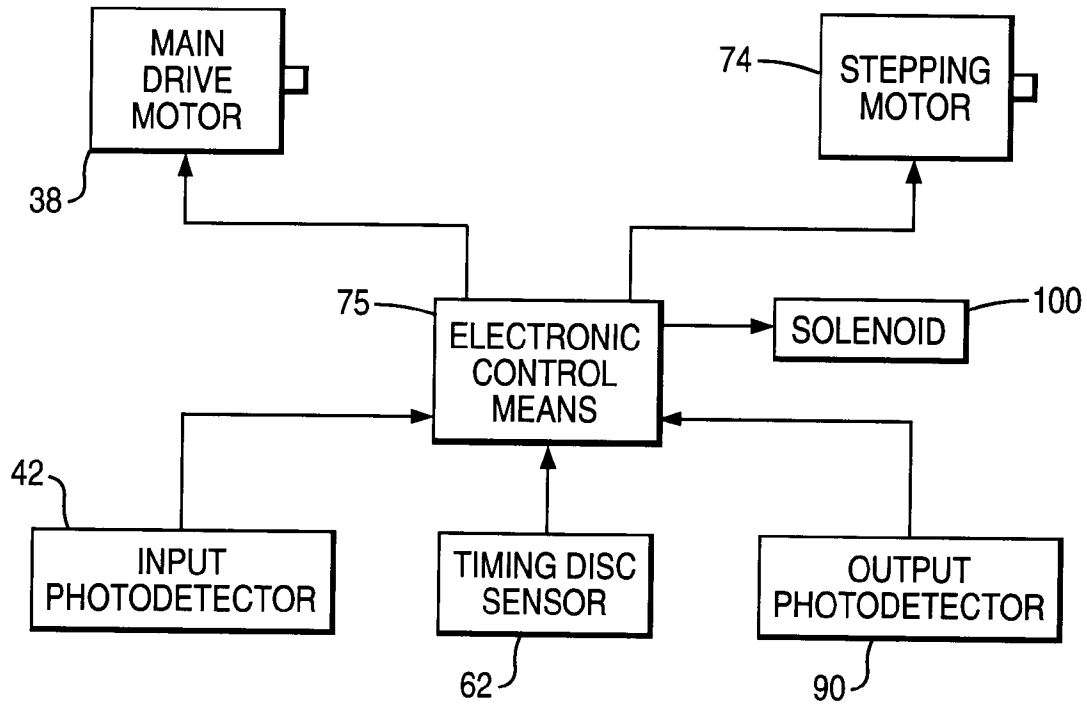 MAIN
DRIVE
MOTOR
38
74
STEPPING
MOTOR
75
ELECTRONIC
CONTROL
MEANS
SOLENOID
100
42
INPUT
PHOTODETECTOR
TIMING DISC
SENSOR
62
OUTPUT
PHOTODETECTOR
90